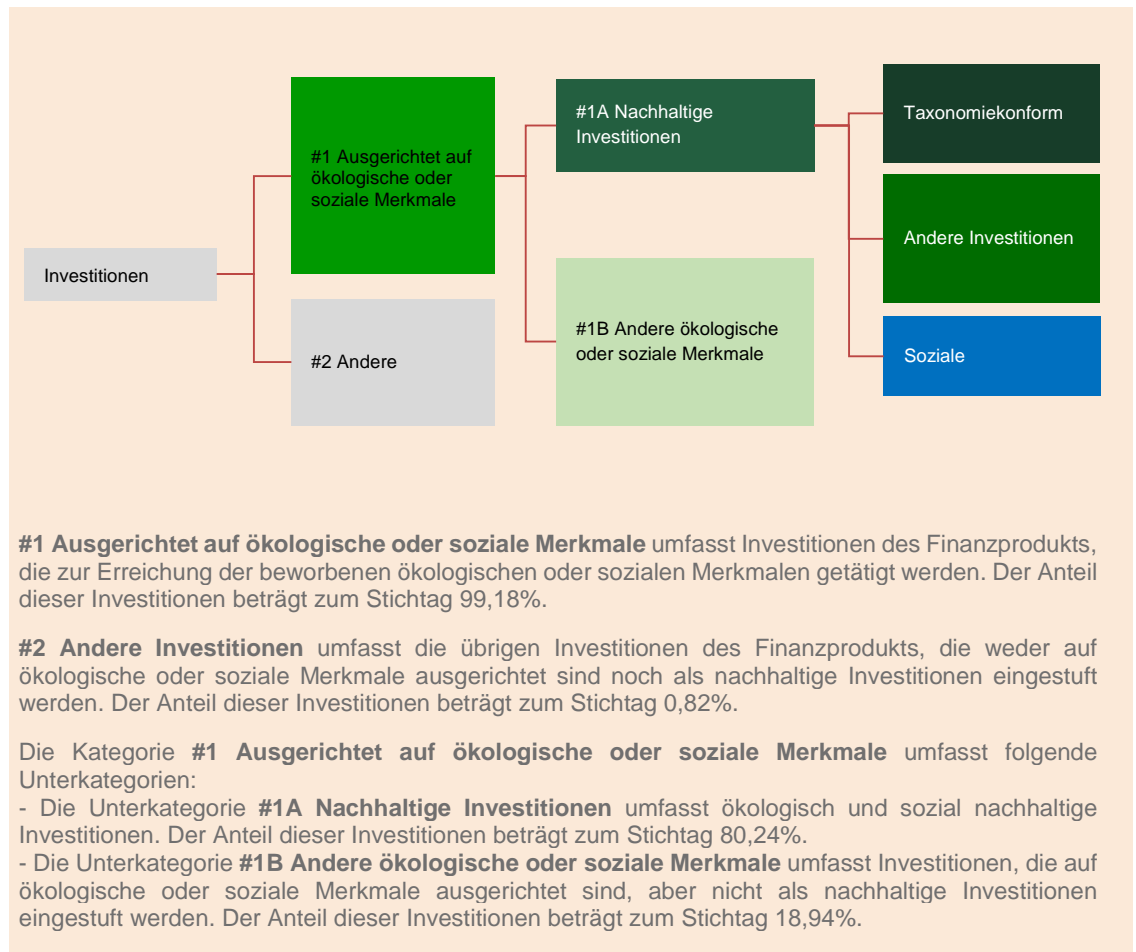 #1A Nachhaltige
Investitionen
Taxonomiekonform
#1 Ausgerichtet auf
ökologische oder
soziale Merkmale
Andere Investitionen
Investitionen
#1B Andere ökologische
oder soziale Merkmale
#2 Andere
Soziale
#1 Ausgerichtet auf ökologische oder soziale Merkmale umfasst Investitionen des Finanzprodukts,
die zur Erreichung der beworbenen ökologischen oder sozialen Merkmalen getätigt werden. Der Anteil
dieser Investitionen beträgt zum Stichtag 99,18%.
#2 Andere Investitionen umfasst die übrigen Investitionen des Finanzprodukts, die weder auf
ökologische oder soziale Merkmale ausgerichtet sind noch als nachhaltige Investitionen eingestuft
werden. Der Anteil dieser Investitionen beträgt zum Stichtag 0,82%.
Die Kategorie #1 Ausgerichtet auf ökologische oder soziale Merkmale umfasst folgende
Unterkategorien:
- Die Unterkategorie #1A Nachhaltige Investitionen umfasst ökologisch und sozial nachhaltige
Investitionen. Der Anteil dieser Investitionen beträgt zum Stichtag 80,24%.
- Die Unterkategorie #1B Andere ökologische oder soziale Merkmale umfasst Investitionen, die auf
ökologische oder soziale Merkmale ausgerichtet sind, aber nicht als nachhaltige Investitionen
eingestuft werden. Der Anteil dieser Investitionen beträgt zum Stichtag 18,94%.